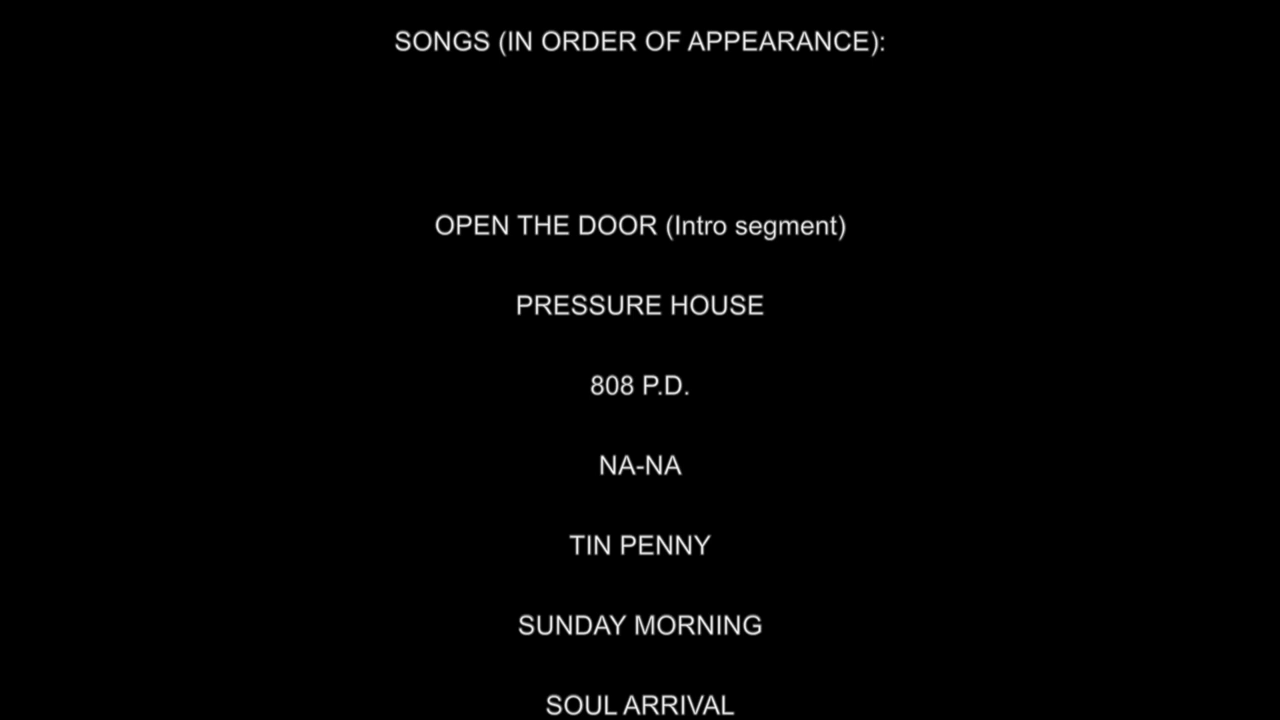 SONGS (IN ORDER OF APPEARANCE):
OPEN THE DOOR (Intro segment)
PRESSURE HOUSE
808 P.D.
NA-NA
TIN PENNY
SUNDAY MORNING
SOUL ARRIVAL